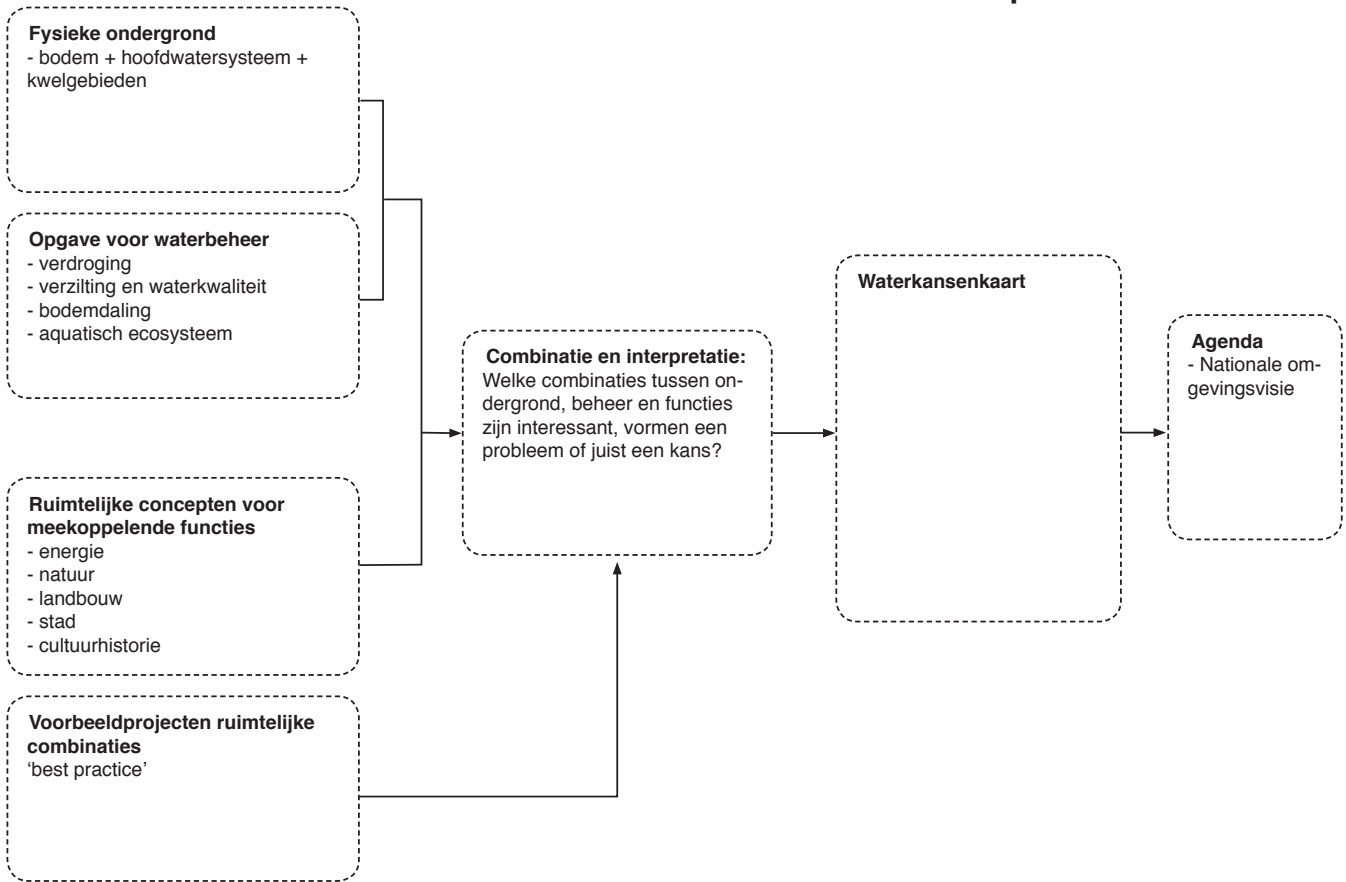 Fysieke ondergrond
- bodem + hoofdwatersysteem +
kwelgebieden
Opgave voor waterbeheer
- verdroging
- verzilting en waterkwaliteit
- bodemdaling
- aquatisch ecosysteem
Ruimtelijke concepten voor
meekoppelende functies
- energie
- natuur
- landbouw
- stad
- cultuurhistorie
Voorbeeldprojecten ruimtelijke
combinaties
‘best practice’
Combinatie en interpretatie:
Welke combinaties tussen on-
dergrond, beheer en functies
zijn interessant, vormen een
probleem of juist een kans?
Waterkansenkaart
Agenda
- Nationale om-
gevingsvisie